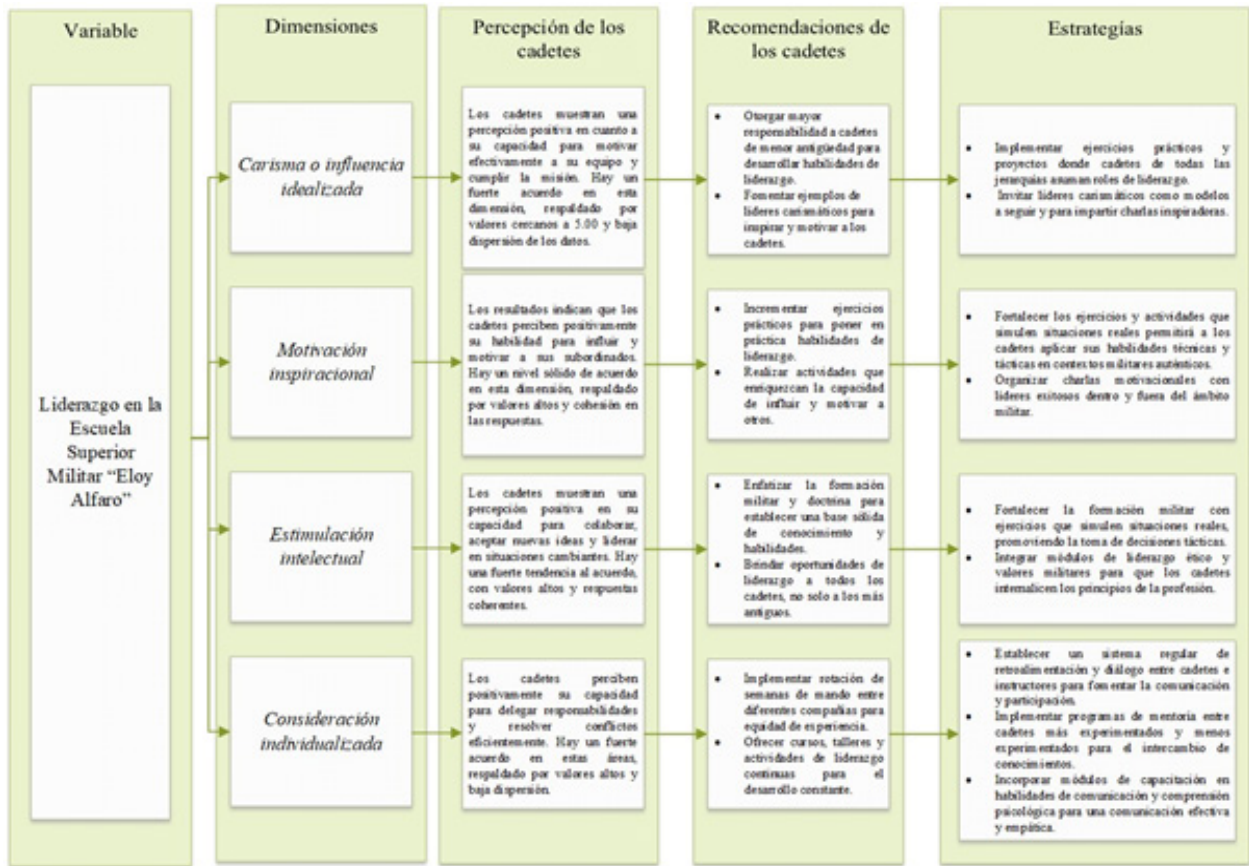 Variable
Liderazgo en la
Escuela
Superior
Militar “Eloy
Alfaro”
Dimensiones
Carisma o influencia
idealizada
Motivación
inspiracional
Estimulación
intelectual
Consideración
individualizada
Percepción de los
cadetes
Los cadetes muestran una
percepción positiva en cuanto a
su capacidad para motivar
efectivamente a su equipo y
cumplir la misión. Hay un
fuerte acuerdo en esta
dimensión, respaldado por
valores cercanos a 5.00 y baja
dispersión de los datos.
Los resultados indican que los
cadetes perciben positivamente
su habilidad para influir y
motivar a sus subordinados.
Hay un nivel sólido de acuerdo
en esta dimensión, respaldado
por valores altos y cohesión en
las respuestas.
Los cadetes muestran una
percepción positiva en su
capacidad para colaborar,
aceptar nuevas ideas y liderar
en situaciones cambiantes. Hay
una fuerte tendencia al acuerdo,
con valores altos y respuestas
coherentes.
Los cadetes perciben
positivamente su capacidad
para delegar responsabilidades
y resolver conflictos
eficientemente. Hay un fuerte
acuerdo en estas áreas,
respaldado por valores altos y
baja dispersión.
Recomendaciones de
los cadetes
• Otorgar mayor
responsabilidad a cadetes
de menor antigüedad para
desarrollar habilidades de
liderazgo.
• Fomentar ejemplos de
líderes carismáticos para
inspirar y motivar a los
cadetes.
• Incrementar ejercicios
prácticos para poner en
práctica habilidades de
liderazgo.
• Realizar actividades que
enriquezcan la capacidad
de influir y motivar a
otros.
• Enfatizar la formación
militar y doctrina para
establecer una base sólida
de conocimiento y
habilidades.
• Brindar oportunidades de
liderazgo a todos los
cadetes, no solo a los más
antiguos.
• Implementar rotación de
semanas de mando entre
diferentes compañías para
equidad de experiencia.
• Ofrecer cursos, talleres y
actividades de liderazgo
continuas para el
desarrollo constante.
Estrategías
• Implementar ejercicios prácticos y
proyectos donde cadetes de todas las
jerarquías asuman roles de liderazgo.
• Invitar líderes carismáticos como modelos
a seguir y para impartir charlas inspiradoras.
• Fortalecer los ejercicios y actividades que
simulen situaciones reales permitirá a los
cadetes aplicar sus habilidades técnicas y
tácticas en contextos militares auténticos.
• Organizar charlas motivacionales con
líderes exitosos dentro y fuera del ámbito
militar.
• Fortalecer la formación militar con
ejercicios que simulen situaciones reales,
promoviendo la toma de decisiones tácticas.
• Integrar módulos de liderazgo ético y
valores militares para que los cadetes
internalicen los principios de la profesión.
• Establecer un sistema regular de
retroalimentación y diálogo entre cadetes e
instructores para fomentar la comunicación
y participación.
• Implementar programas de mentoría entre
cadetes más experimentados y menos
experimentados para el intercambio de
conocimientos.
• Incorporar módulos de capacitación en
habilidades de comunicación y comprensión
psicológica para una comunicación efectiva
y empática.